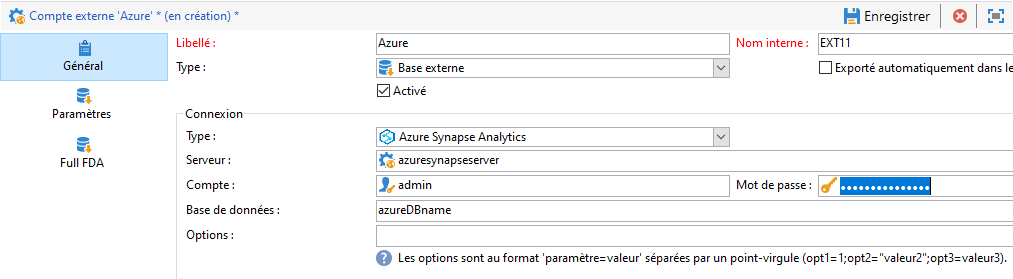 Compte externe 'Azure' * (en création) *
Enregistrer
Général
Paramètres
Full FDA
Libellé :
Azure
Nom interne :
EXT11
Type :
Base externe
Exporté automatiquement dans le
Activé
Connexion
Type :
Azure Synapse Analytics
Serveur :
azuresynapseserver
Compte :
admin
Mot de passe :
Base de données :
azureDBname
Options :
Les options sont au format 'paramètre=valeur' séparées par un point-virgule (opt1=1;opt2="valeur2";opt3=valeur3).